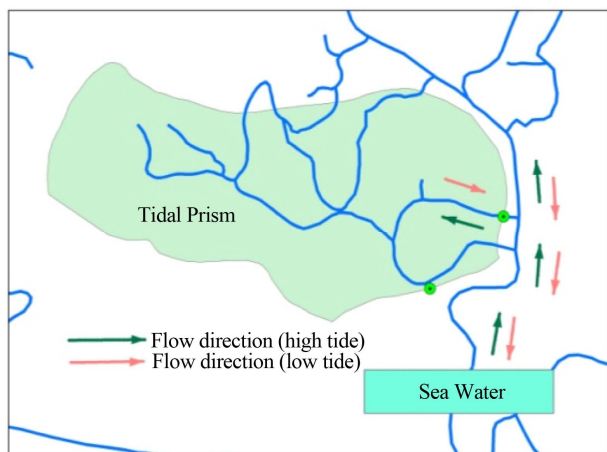 Tidal Prism
Flow direction (high tide)
Flow direction (low tide)
Sea Water